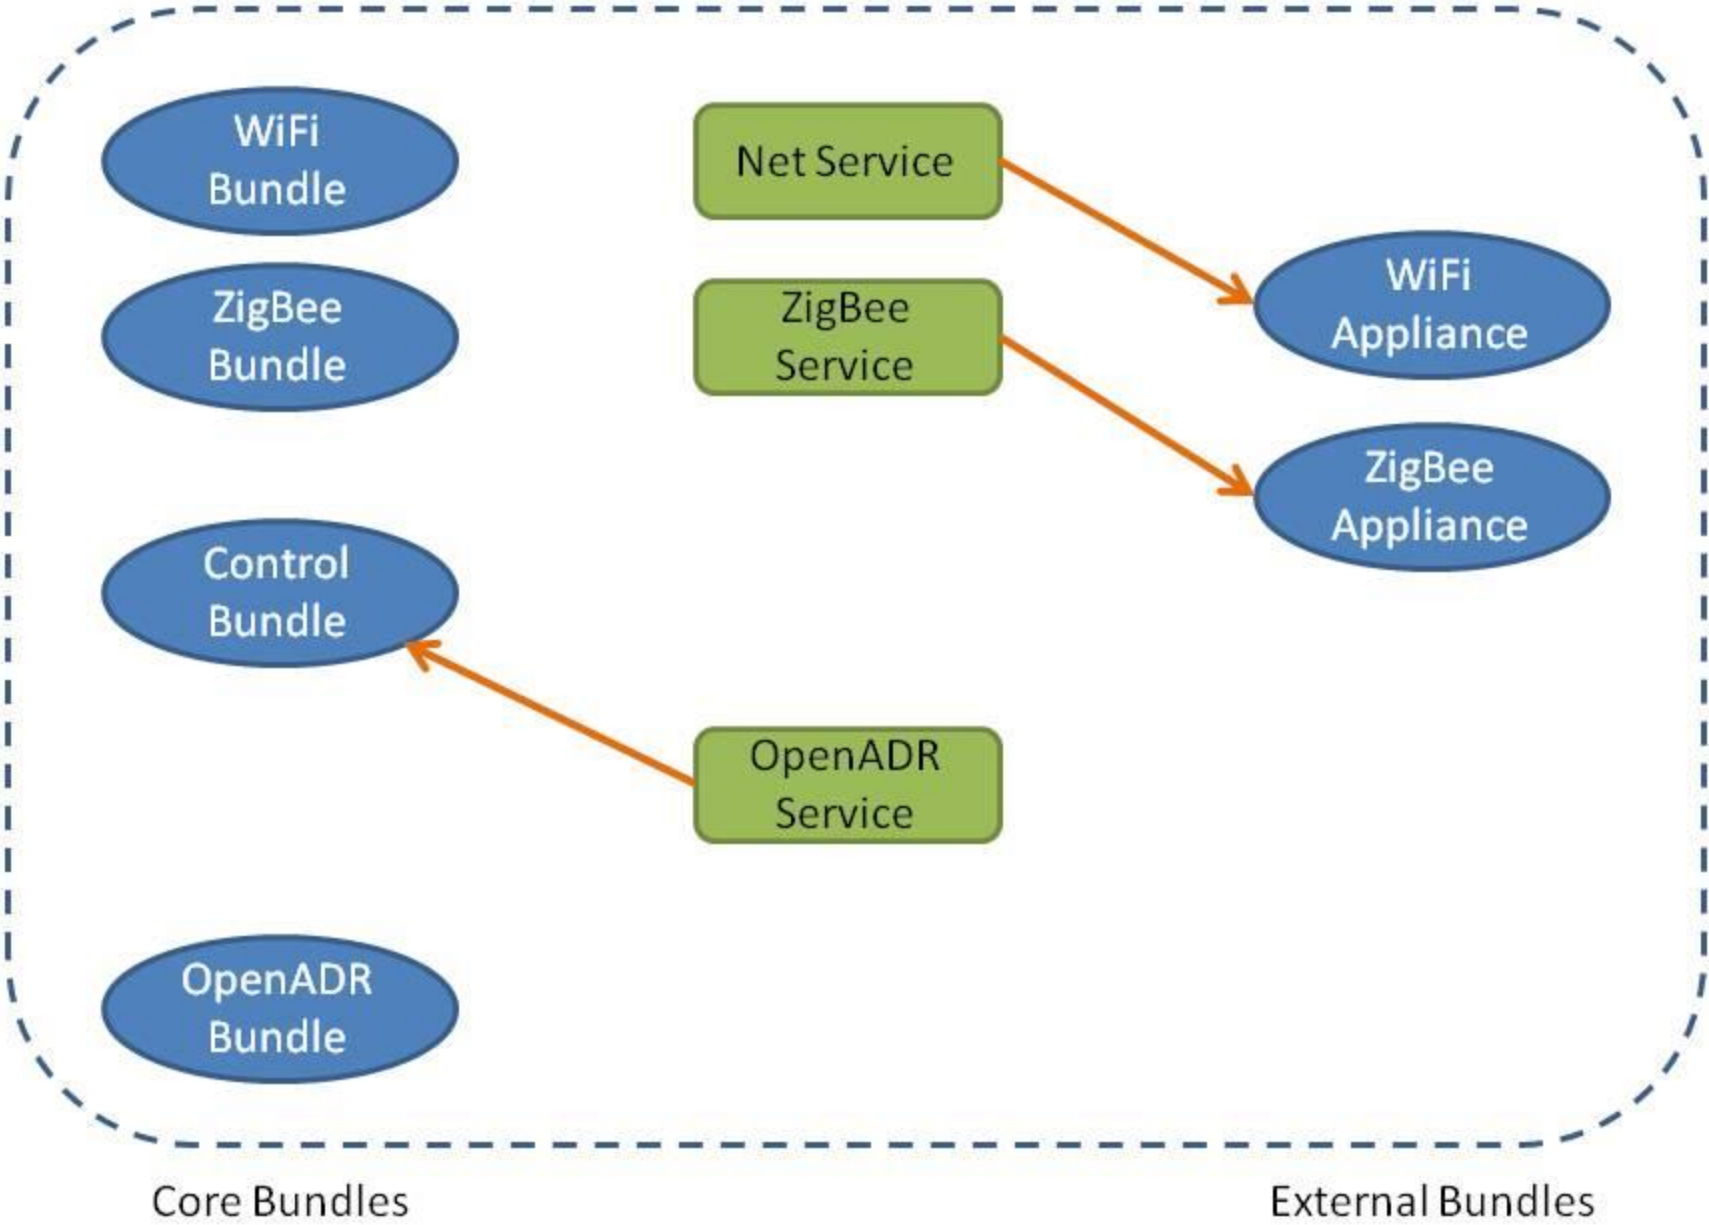 WiFi
Bundle
Net Service
WiFi
Appliance
ZigBee
Bundle
ZigBee
Service
ZigBee
Appliance
Control
Bundle
OpenADR
Service
OpenADR
Bundle
Core Bundles
External Bundles